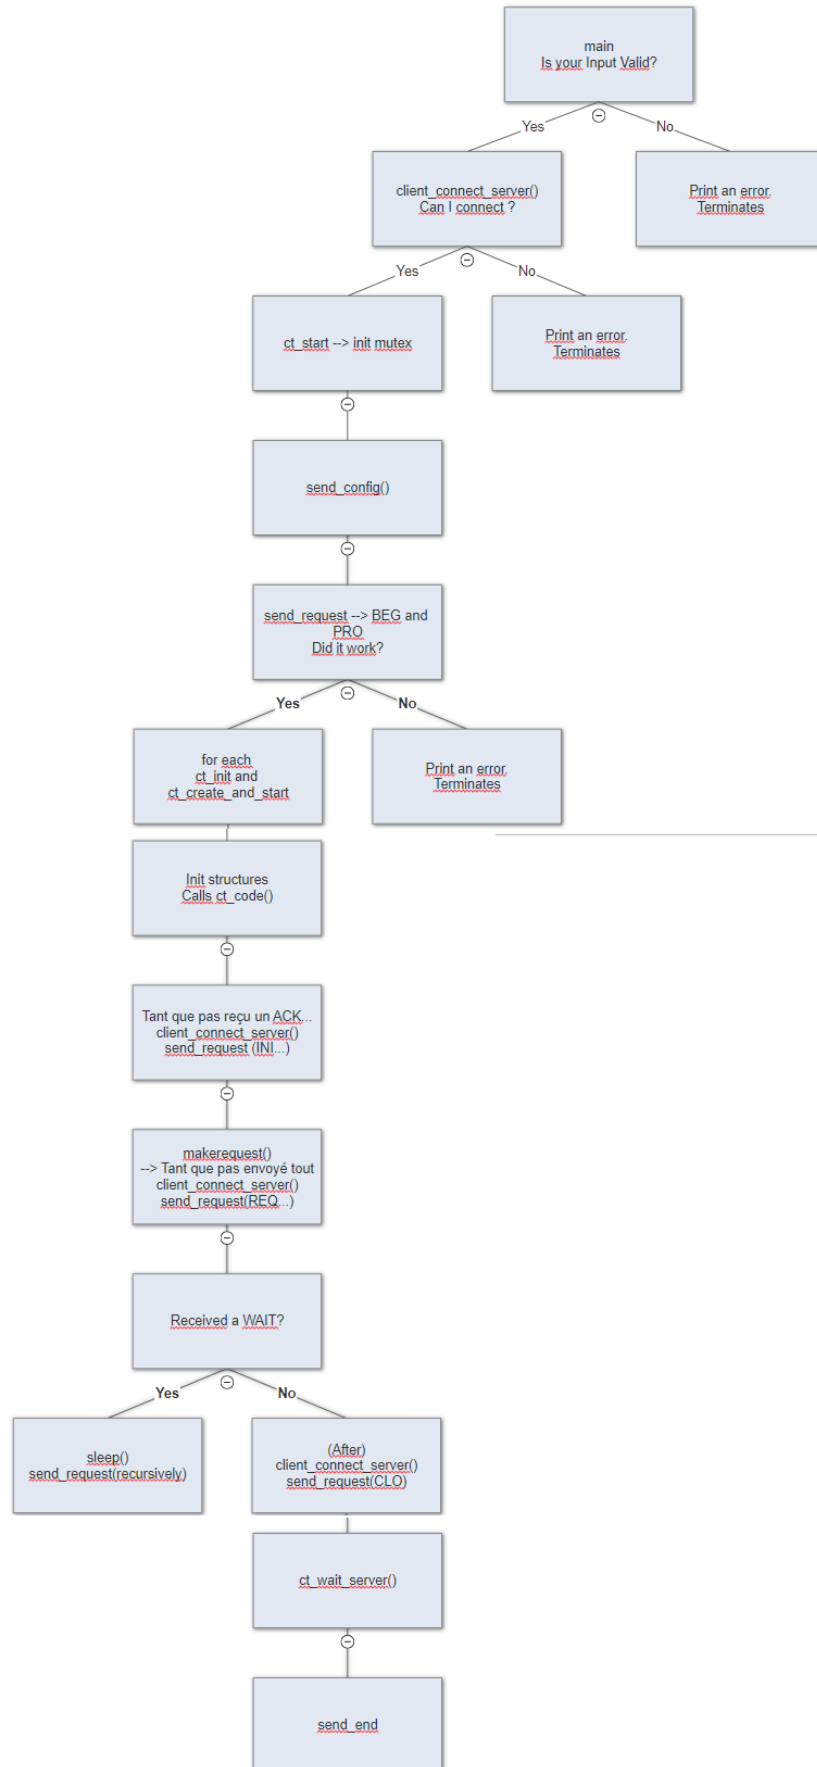 main
Is your Input Valid?
Yes
No
client_connect_server()
Can I connect ?
Print an error.
Terminates
Yes
No
ct_start --> init mutex
Print an error.
Terminates
send_config()
send_request --> BEG and
PRO
Did it work?
Yes
No
for each
ct_init and
ct_create_and_start
Print an error.
Terminates
Init structures
Calls ct_code()
Tant que pas reçu un ACK...
client_connect_server()
send_request (INI...)
makerequest()
--> Tant que pas envoyé tout
client_connect_server()
send_request(REQ...)
Received a WAIT?
Yes
No
sleep()
send_request(recursively)
(After)
client_connect_server()
send_request(CLO)
ct_wait_server()
send_end